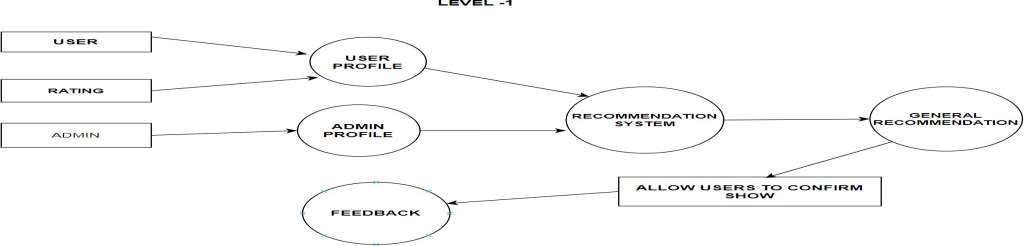 LEVEL -1
USER
RATING
ADMIN
USER
PROFILE
ADMIN
PROFILE
RECOMMENDATION
SYSTEM
GENERAL
RECOMMENDATION
ALLOW USERS TO CONFIRM
SHOW
FEEDBACK